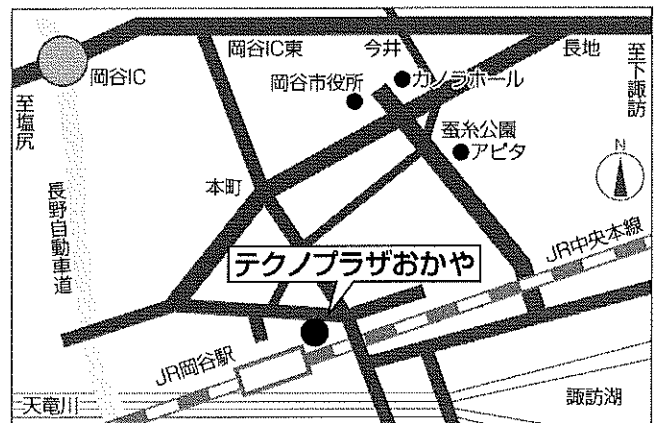 岡谷IC東
今井
長地
至下諏訪
岡谷IC
岡谷市役所
カノラホール
至塩尻
蚕糸公園
アピタ
N
本町
長野自動車道
テクノプラザおかや
JR中央本線
JR岡谷駅
天竜川
諏訪湖